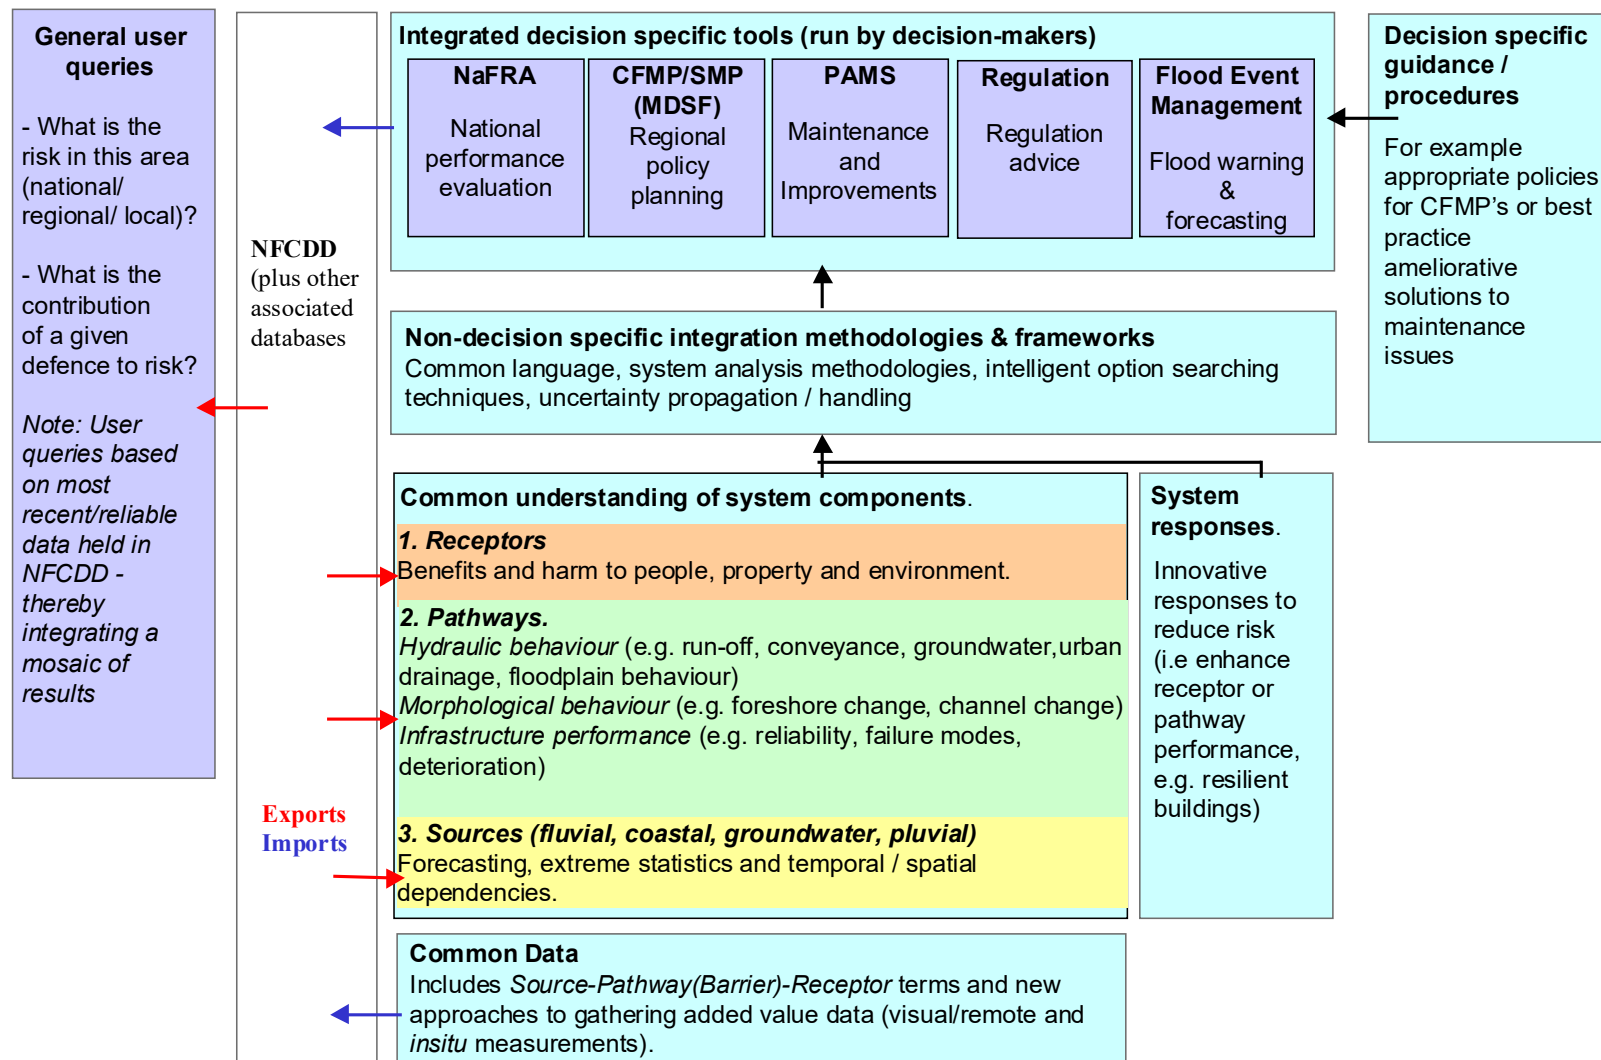 General user
queries
- What is the
risk in this area
(national/
regional/ local)?
- What is the
contribution
of a given
defence to risk?
Note: User
queries based
on most
recent/reliable
data held in
NFCDD -
thereby
integrating a
mosaic of
results
NFCDD
(plus other
associated
databases
Exports
Imports
Integrated decision specific tools (run by decision-makers)
NaFRA
National
performance
evaluation
CFMP/SMP
(MDSF)
Regional
policy
planning
PAMS
Maintenance
and
Improvements
Regulation
Regulation
advice
Flood Event
Management
Flood warning
&
forecasting
Decision specific
guidance /
procedures
For example
appropriate policies
for CFMP's or best
practice
ameliorative
solutions to
maintenance
issues
Non-decision specific integration methodologies & frameworks
Common language, system analysis methodologies, intelligent option searching
techniques, uncertainty propagation / handling
Common understanding of system components.
1. Receptors
Benefits and harm to people, property and environment.
2. Pathways.
Hydraulic behaviour (e.g. run-off, conveyance, groundwater,urban
drainage, floodplain behaviour)
Morphological behaviour (e.g. foreshore change, channel change)
Infrastructure performance (e.g. reliability, failure modes,
deterioration)
3. Sources (fluvial, coastal, groundwater, pluvial)
Forecasting, extreme statistics and temporal / spatial
dependencies.
System
responses.
Innovative
responses to
reduce risk
(i.e enhance
receptor or
pathway
performance,
e.g. resilient
buildings)
Common Data
Includes Source-Pathway(Barrier)-Receptor terms and new
approaches to gathering added value data (visual/remote and
insitu measurements).